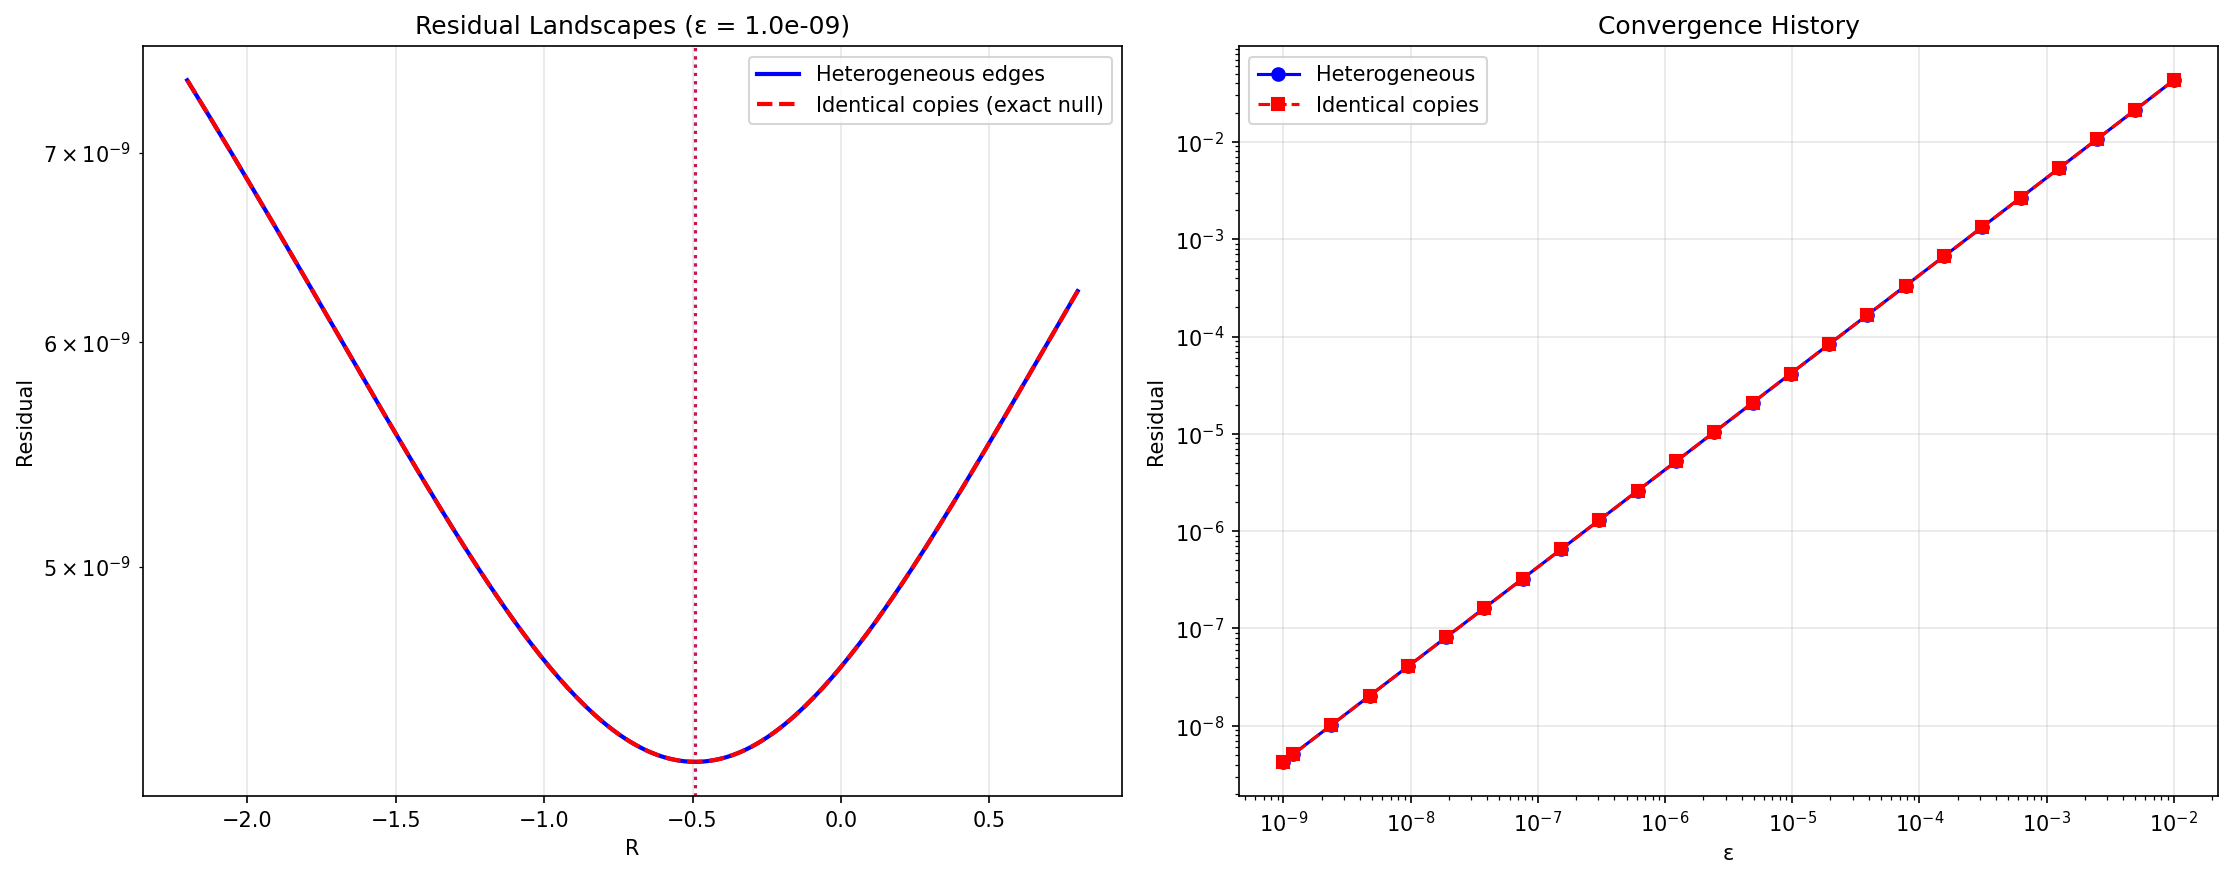 Residual Landscapes (ε = 1.0e-09)
Heterogeneous edges
Identical copies (exact null)
7 × 10⁻⁹
6 × 10⁻⁹
5 × 10⁻⁹
Residual
−2.0 −1.5 −1.0 −0.5 0.0 0.5
R
Convergence History
Heterogeneous
Identical copies
10⁻²
10⁻³
10⁻⁴
10⁻⁵
10⁻⁶
10⁻⁷
10⁻⁸
Residual
10⁻⁹ 10⁻⁸ 10⁻⁷ 10⁻⁶ 10⁻⁵ 10⁻⁴ 10⁻³ 10⁻²
ε